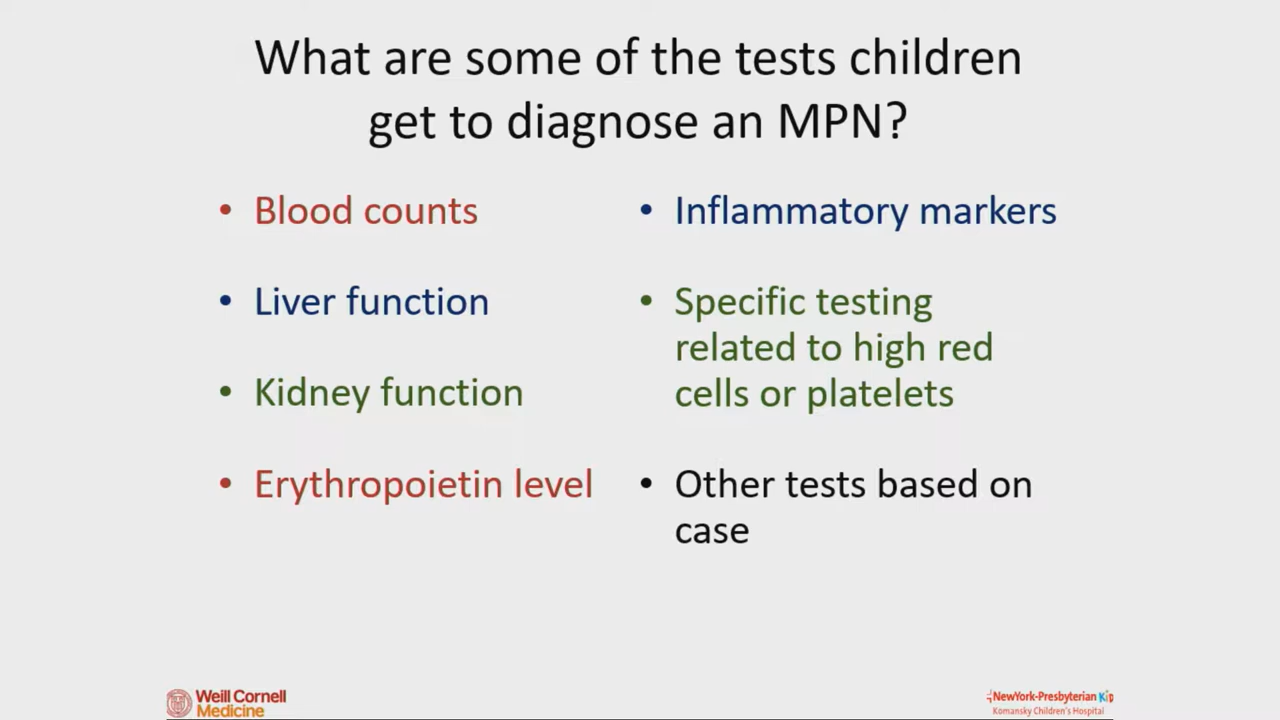 What are some of the tests children
get to diagnose an MPN?
• Blood counts
• Liver function
• Kidney function
• Erythropoietin level
• Inflammatory markers
• Specific testing
related to high red
cells or platelets
• Other tests based on
case
Weill Cornell
Medicine
NewYork-Presbyterian Kids
Komansky Children's Hospital